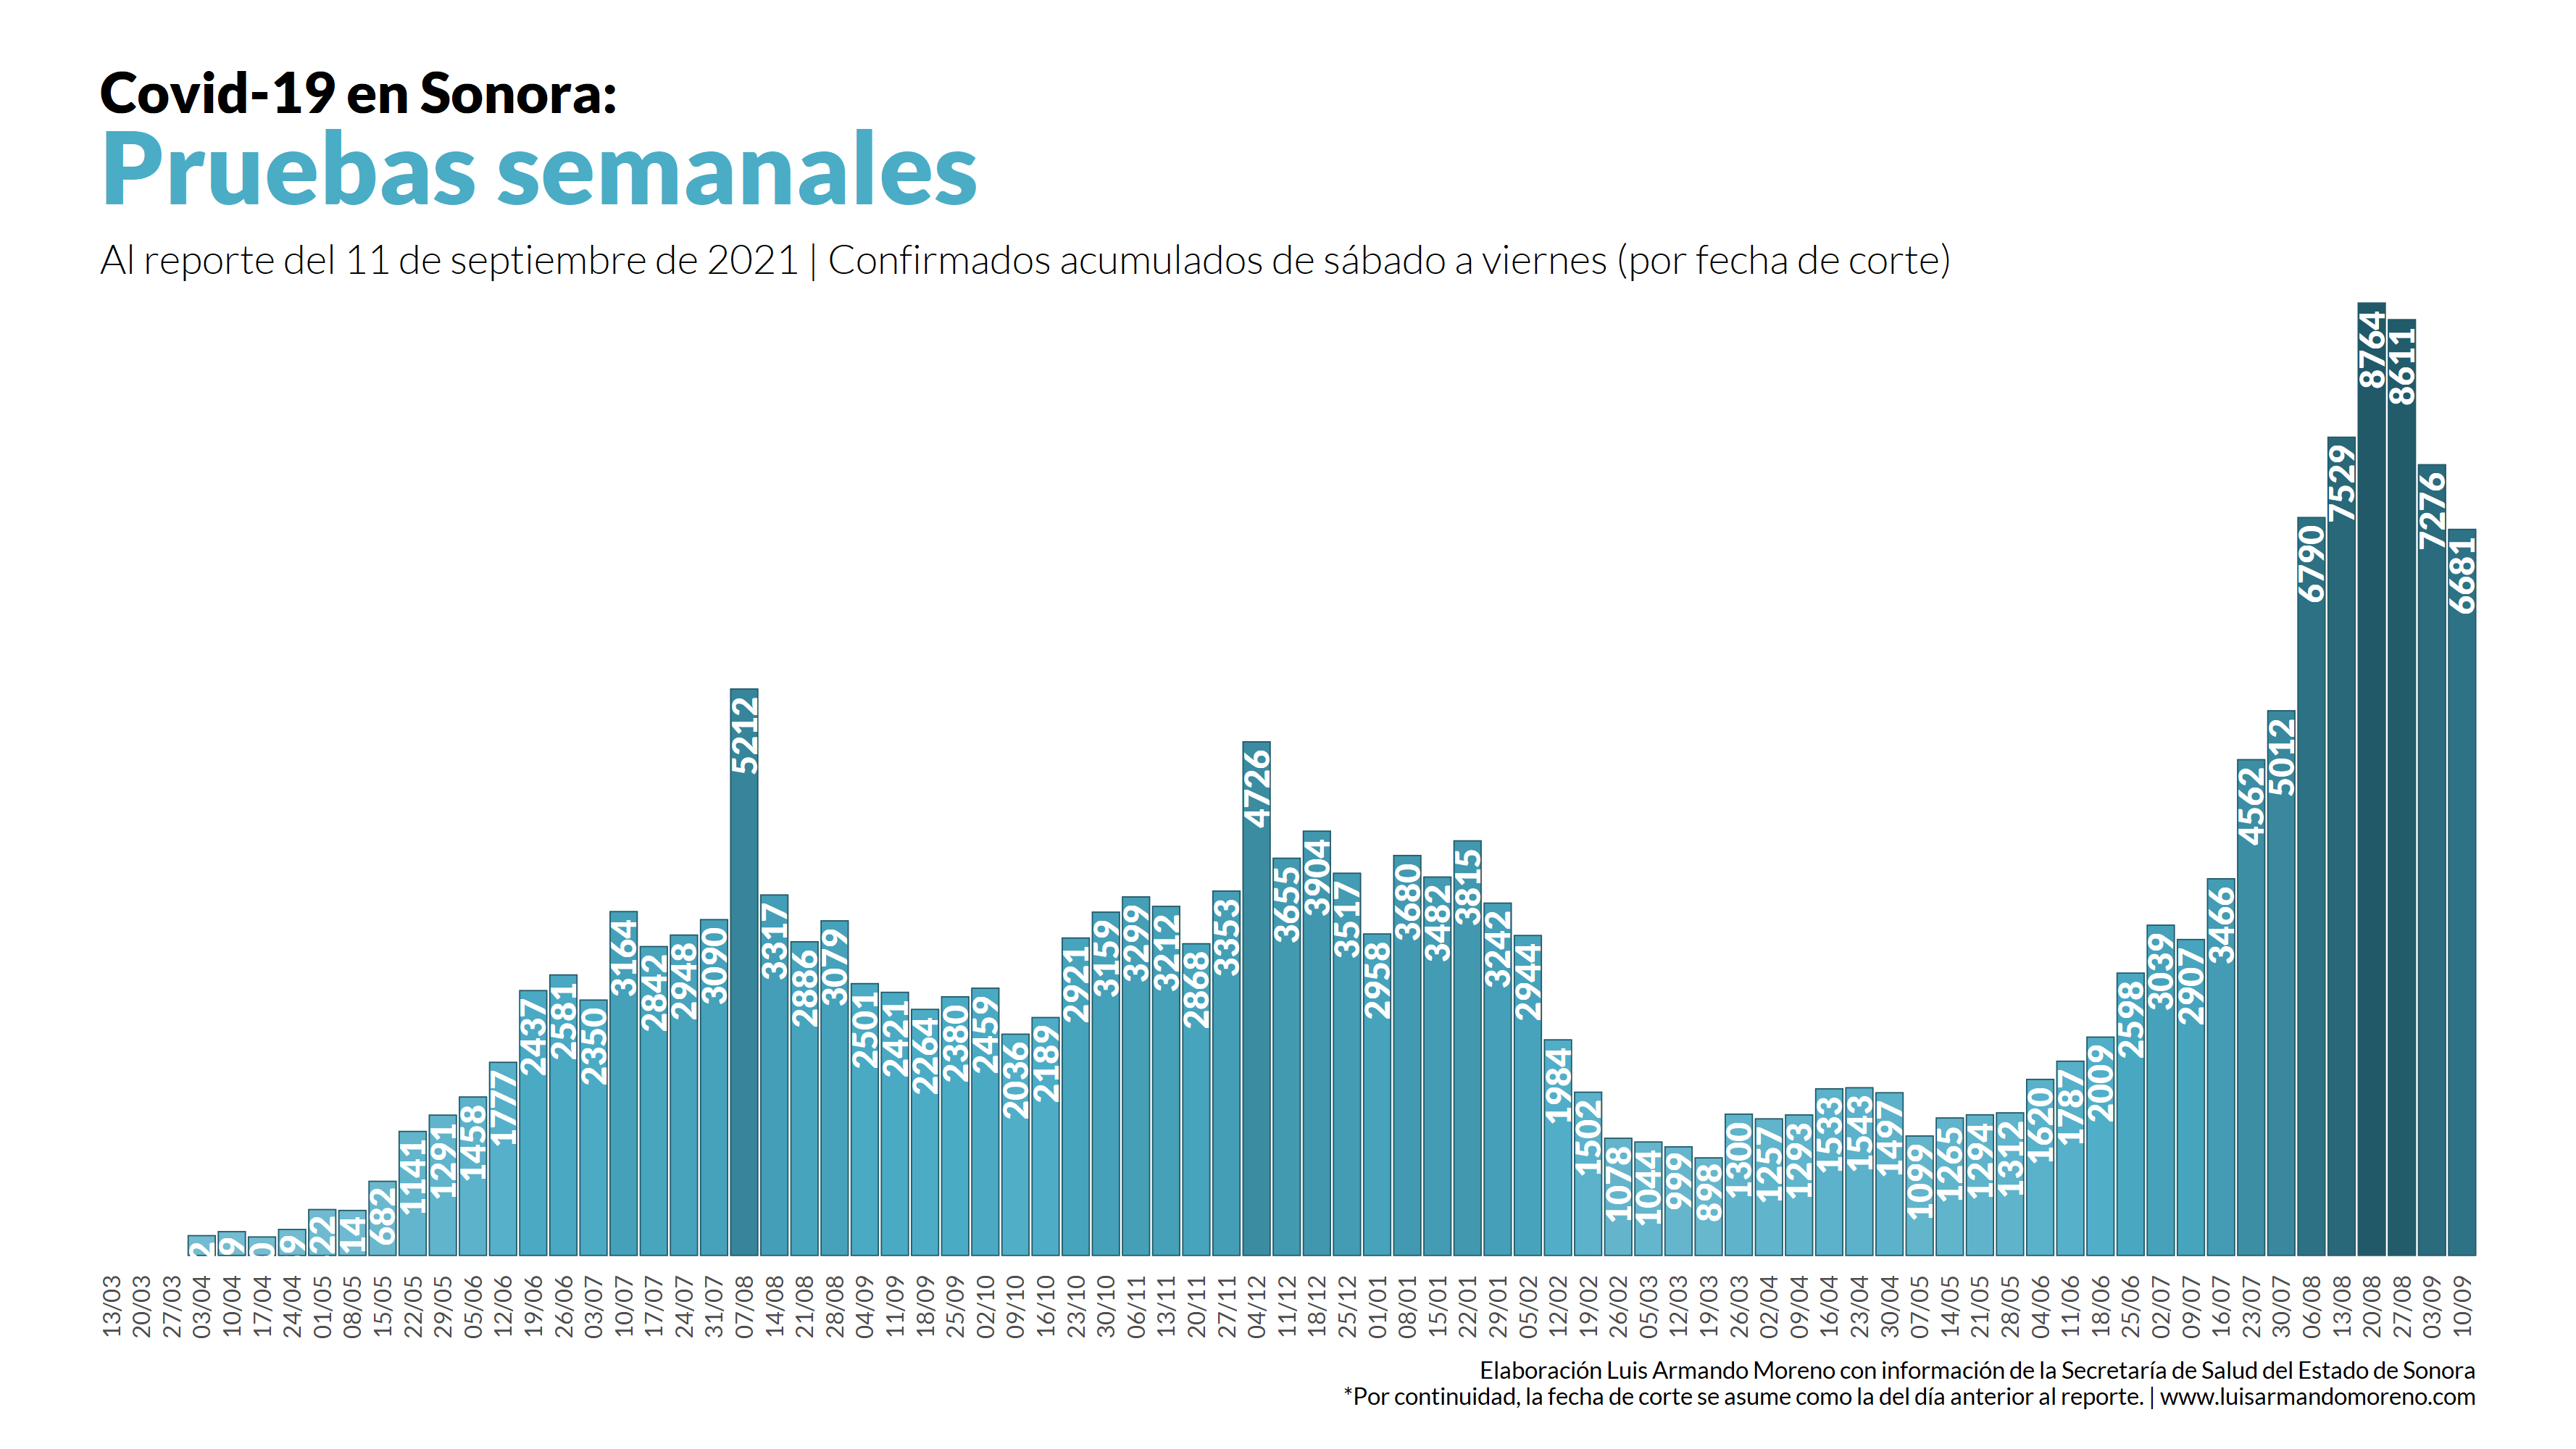 Covid-19 en Sonora:
Pruebas semanales
Al reporte del 11 de septiembre de 2021 | Confirmados acumulados de sábado a viernes (por fecha de corte)
682 1141 1291 1458 1777 2437 2581 2350 3164 2842 2948 3090 5212 3317 2886 3079 2501 2421 2264 2380 2459 2036 2189 2921 3159 3299 3212 2868 3353 4726 3655 3904 3517 2958 3680 3482 3815 3242 2944 1984 1502 1078 1044 999 898 1300 1257 1293 1533 1543 1497 1099 1265 1294 1312 1620 1787 2009 2598 3039 2907 3466 4562 5012 6790 7529 8764 8611 7276 6681
13/03 20/03 27/03 03/04 10/04 17/04 24/04 01/05 08/05 15/05 22/05 29/05 05/06 12/06 19/06 26/06 03/07 10/07 17/07 24/07 31/07 07/08 14/08 21/08 28/08 04/09 11/09 18/09 25/09 02/10 09/10 16/10 23/10 30/10 06/11 13/11 20/11 27/11 04/12 11/12 18/12 25/12 01/01 08/01 15/01 22/01 29/01 05/02 12/02 19/02 26/02 05/03 12/03 19/03 26/03 02/04 09/04 16/04 23/04 30/04 07/05 14/05 21/05 28/05 04/06 11/06 18/06 25/06 02/07 09/07 16/07 23/07 30/07 06/08 13/08 20/08 27/08 03/09 10/09
Elaboración Luis Armando Moreno con información de la Secretaría de Salud del Estado de Sonora
*Por continuidad, la fecha de corte se asume como la del día anterior al reporte. | www.luisarmandomoreno.com